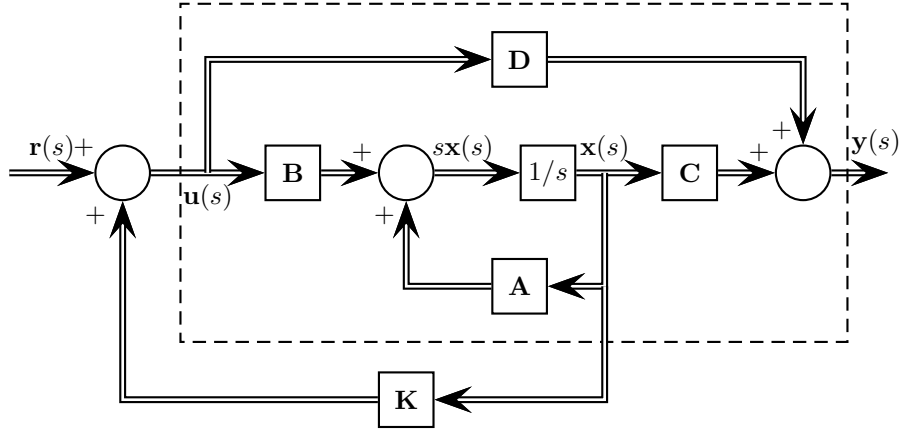 D
r(s)+
+
sx(s)
x(s)
+
+
y(s)
B
1/s
C
u(s)
+
+
A
K